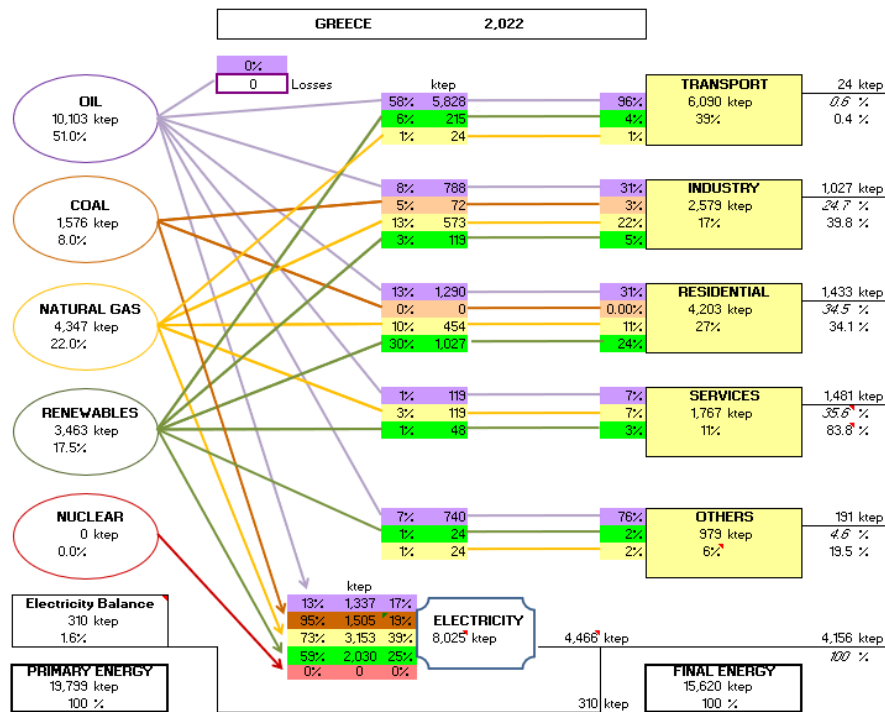 GREECE 2,022
0%
0 Losses
OIL
10,103 ktep
51.0%
COAL
1,576 ktep
8.0%
NATURAL GAS
4,347 ktep
22.0%
RENEWABLES
3,463 ktep
17.5%
NUCLEAR
0 ktep
0.0%
ktep
58% 5,828 96%
6% 215 4%
1% 24 1%
TRANSPORT
6,090 ktep
39%
24 ktep
0.6 %
0.4 %
8% 788 31%
5% 72 3%
13% 573 22%
3% 119 5%
INDUSTRY
2,579 ktep
17%
1,027 ktep
24.7 %
39.8 %
13% 1,290 31%
0% 0 0.00%
10% 454 11%
30% 1,027 24%
RESIDENTIAL
4,203 ktep
27%
1,433 ktep
34.5 %
34.1 %
1% 119 7%
3% 119 7%
1% 48 3%
SERVICES
1,767 ktep
11%
1,481 ktep
35.6 %
83.8 %
7% 740 76%
1% 24 2%
1% 24 2%
OTHERS
979 ktep
6%
191 ktep
4.6 %
19.5 %
ktep
13% 1,337 17%
95% 1,505 19%
73% 3,153 39%
59% 2,030 25%
0% 0 0%
ELECTRICITY
8,025 ktep
4,466 ktep
4,156 ktep
100 %
Electricity Balance
310 ktep
1.6%
PRIMARY ENERGY
19,799 ktep
100 %
310 ktep
FINAL ENERGY
15,620 ktep
100 %